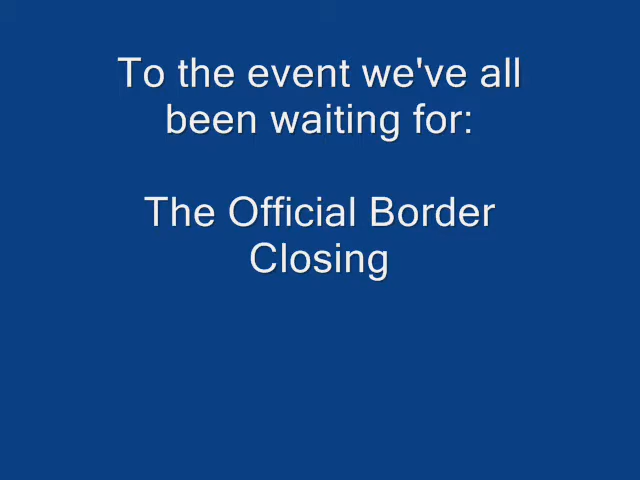 To the event we've all
been waiting for:
The Official Border
Closing